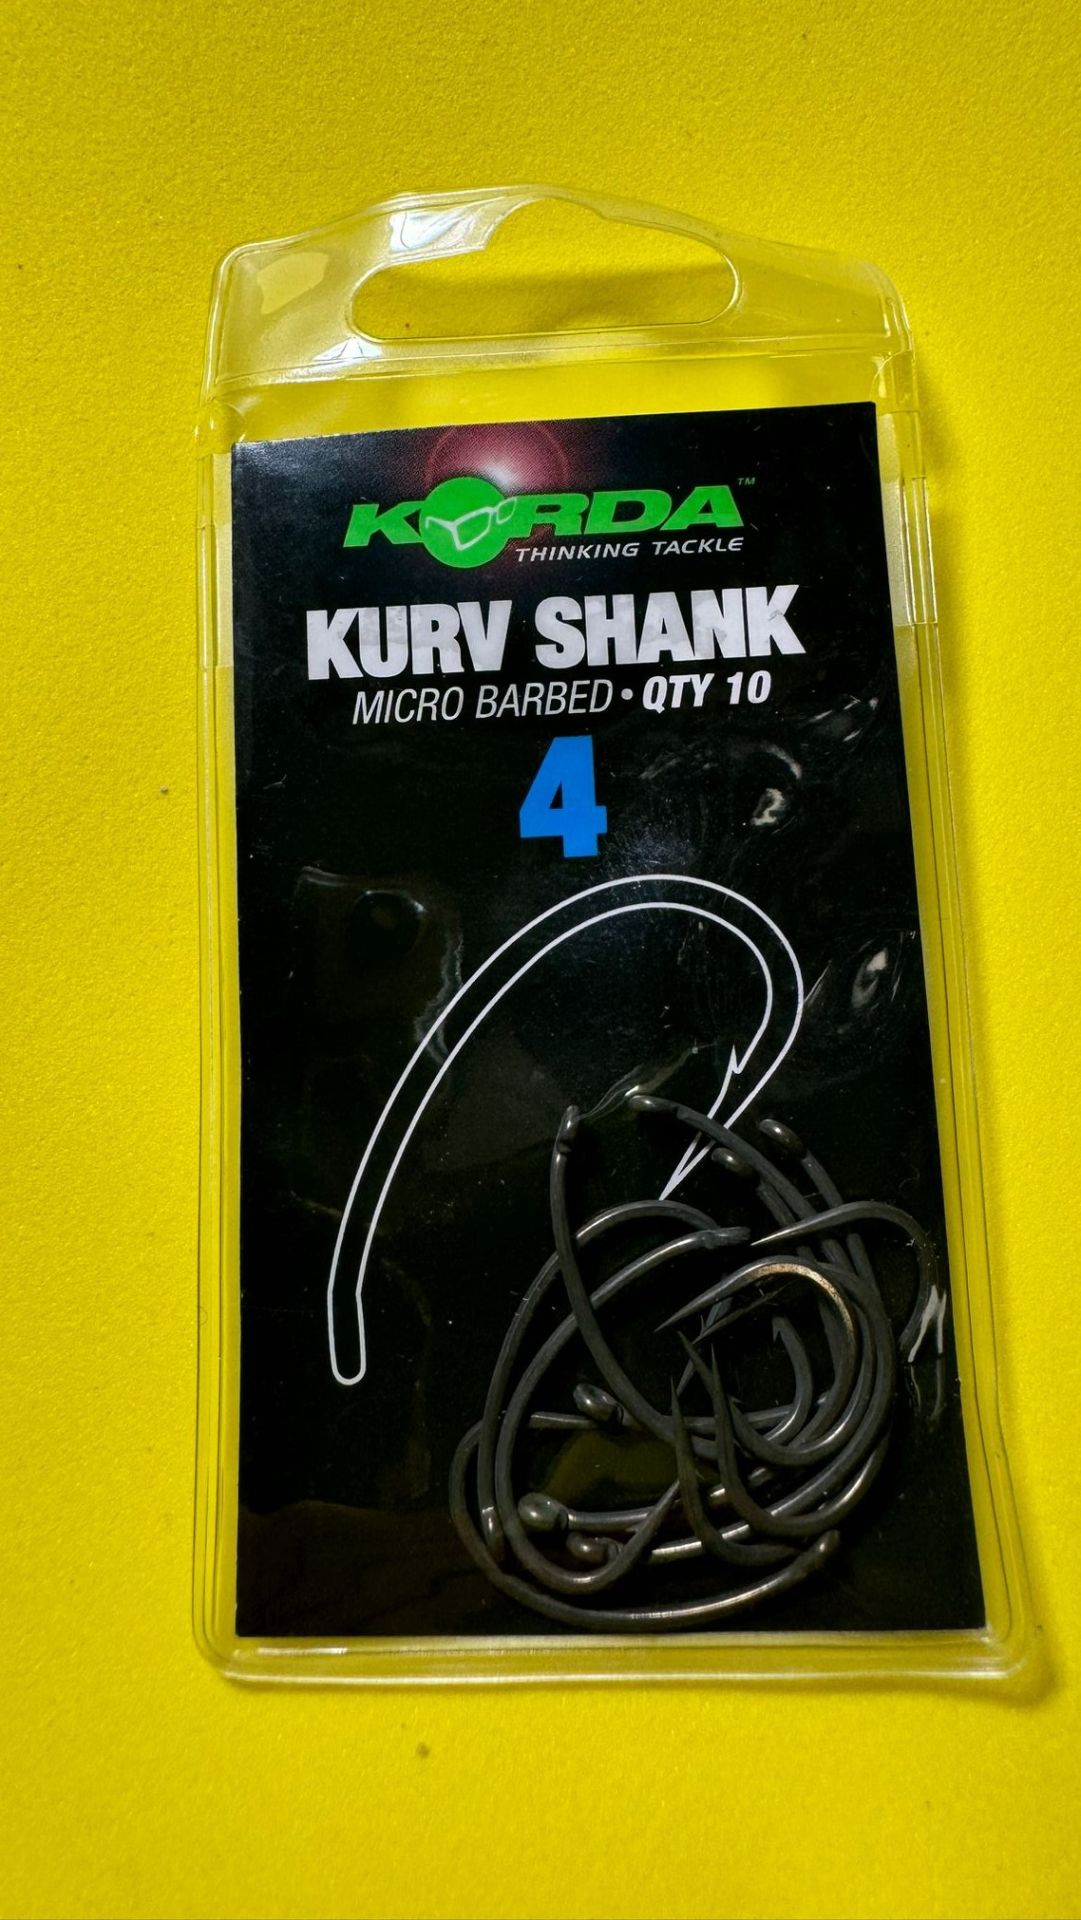 KORDA™
THINKING TACKLE
KURV SHANK
MICRO BARBED • QTY 10
4